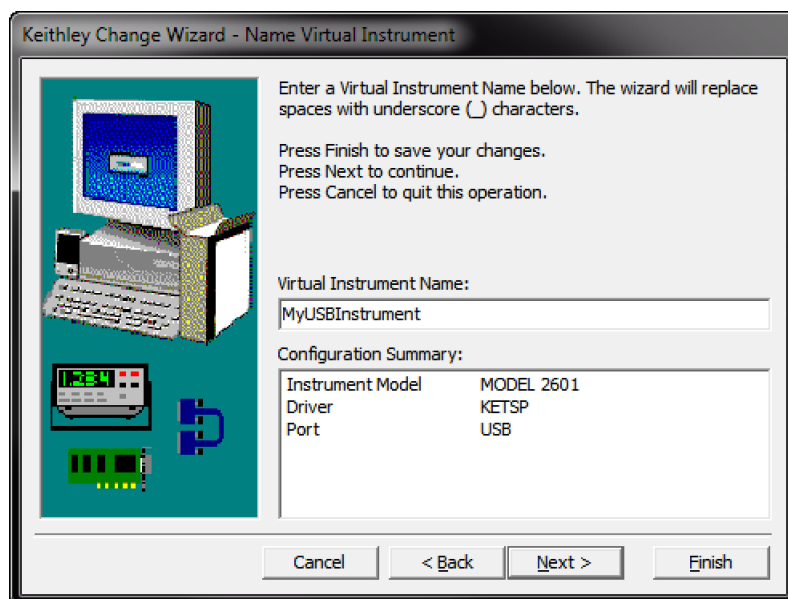 Keithley Change Wizard - Name Virtual Instrument
Enter a Virtual Instrument Name below. The wizard will replace
spaces with underscore (_) characters.
Press Finish to save your changes.
Press Next to continue.
Press Cancel to quit this operation.
Virtual Instrument Name:
MyUSBInstrument
Configuration Summary:
Instrument Model MODEL 2601
Driver KETSP
Port USB
1.234
Cancel < Back Next > Finish